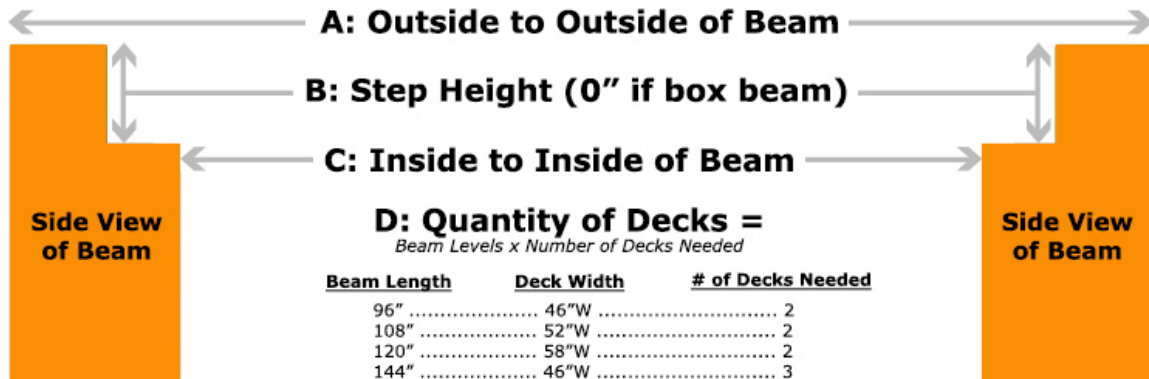 A: Outside to Outside of Beam
B: Step Height (0” if box beam)
C: Inside to Inside of Beam
Side View
of Beam
D: Quantity of Decks =
Beam Levels x Number of Decks Needed
Side View
of Beam
Beam Length Deck Width # of Decks Needed
96” ...................... 46”W ............................... 2
108” .................... 52”W ............................... 2
120” .................... 58”W ............................... 2
144” .................... 46”W ............................... 3